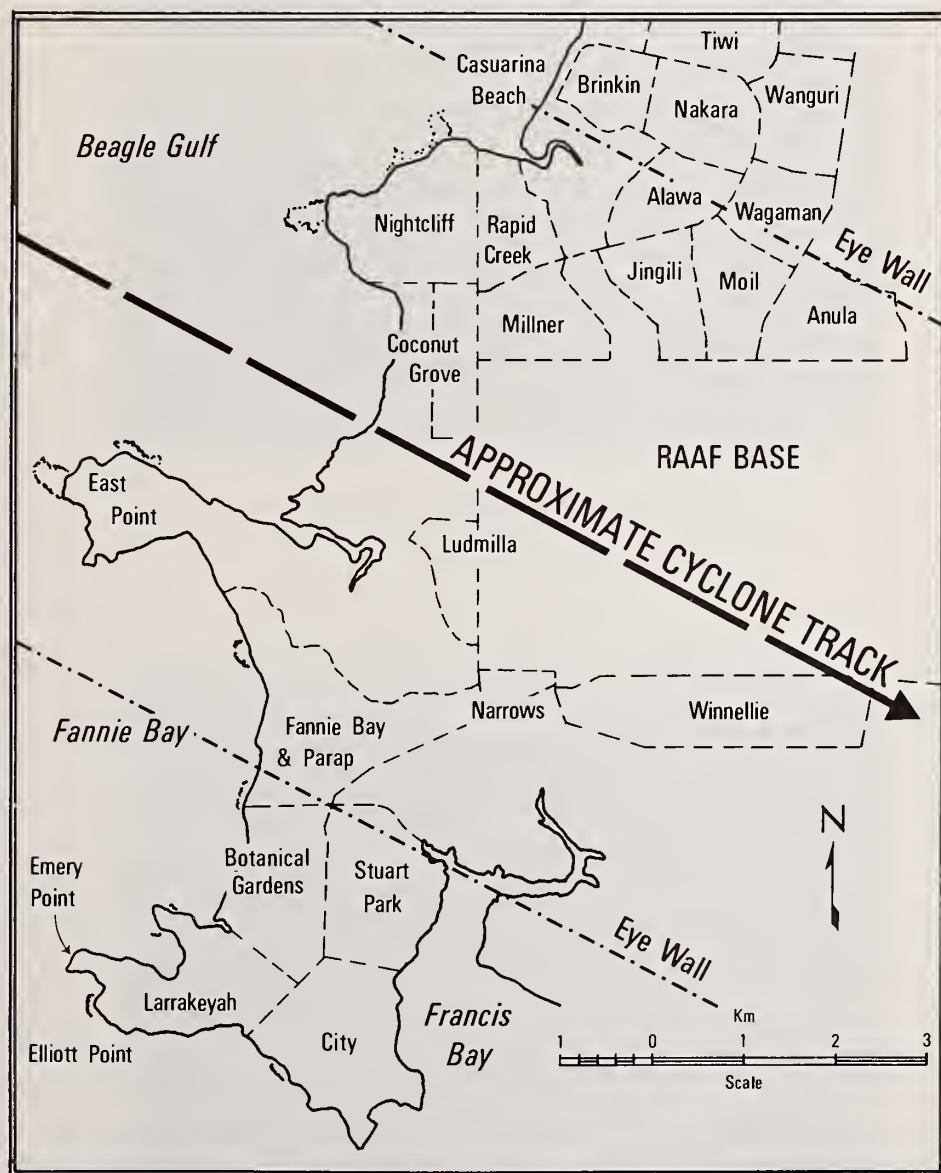 Tiwi
Casuarina
Beach
Brinkin
Wanguri
Nakara
Beagle Gulf
Alawa
Wagaman
Nightcliff
Rapid
Creek
Eye Wall
Jingili
Moil
Millner
Anula
Coconut
Grove
APPROXIMATE CYCLONE TRACK
RAAF BASE
East
Point
Ludmilla
Narrows
Winnellie
Fannie Bay
Fannie Bay
& Parap
N
Botanical
Gardens
Stuart
Park
Emery
Point
Eye Wall
Larrakeyah
City
Francis
Bay
Elliott Point
Km
1 0 1 2 3
Scale